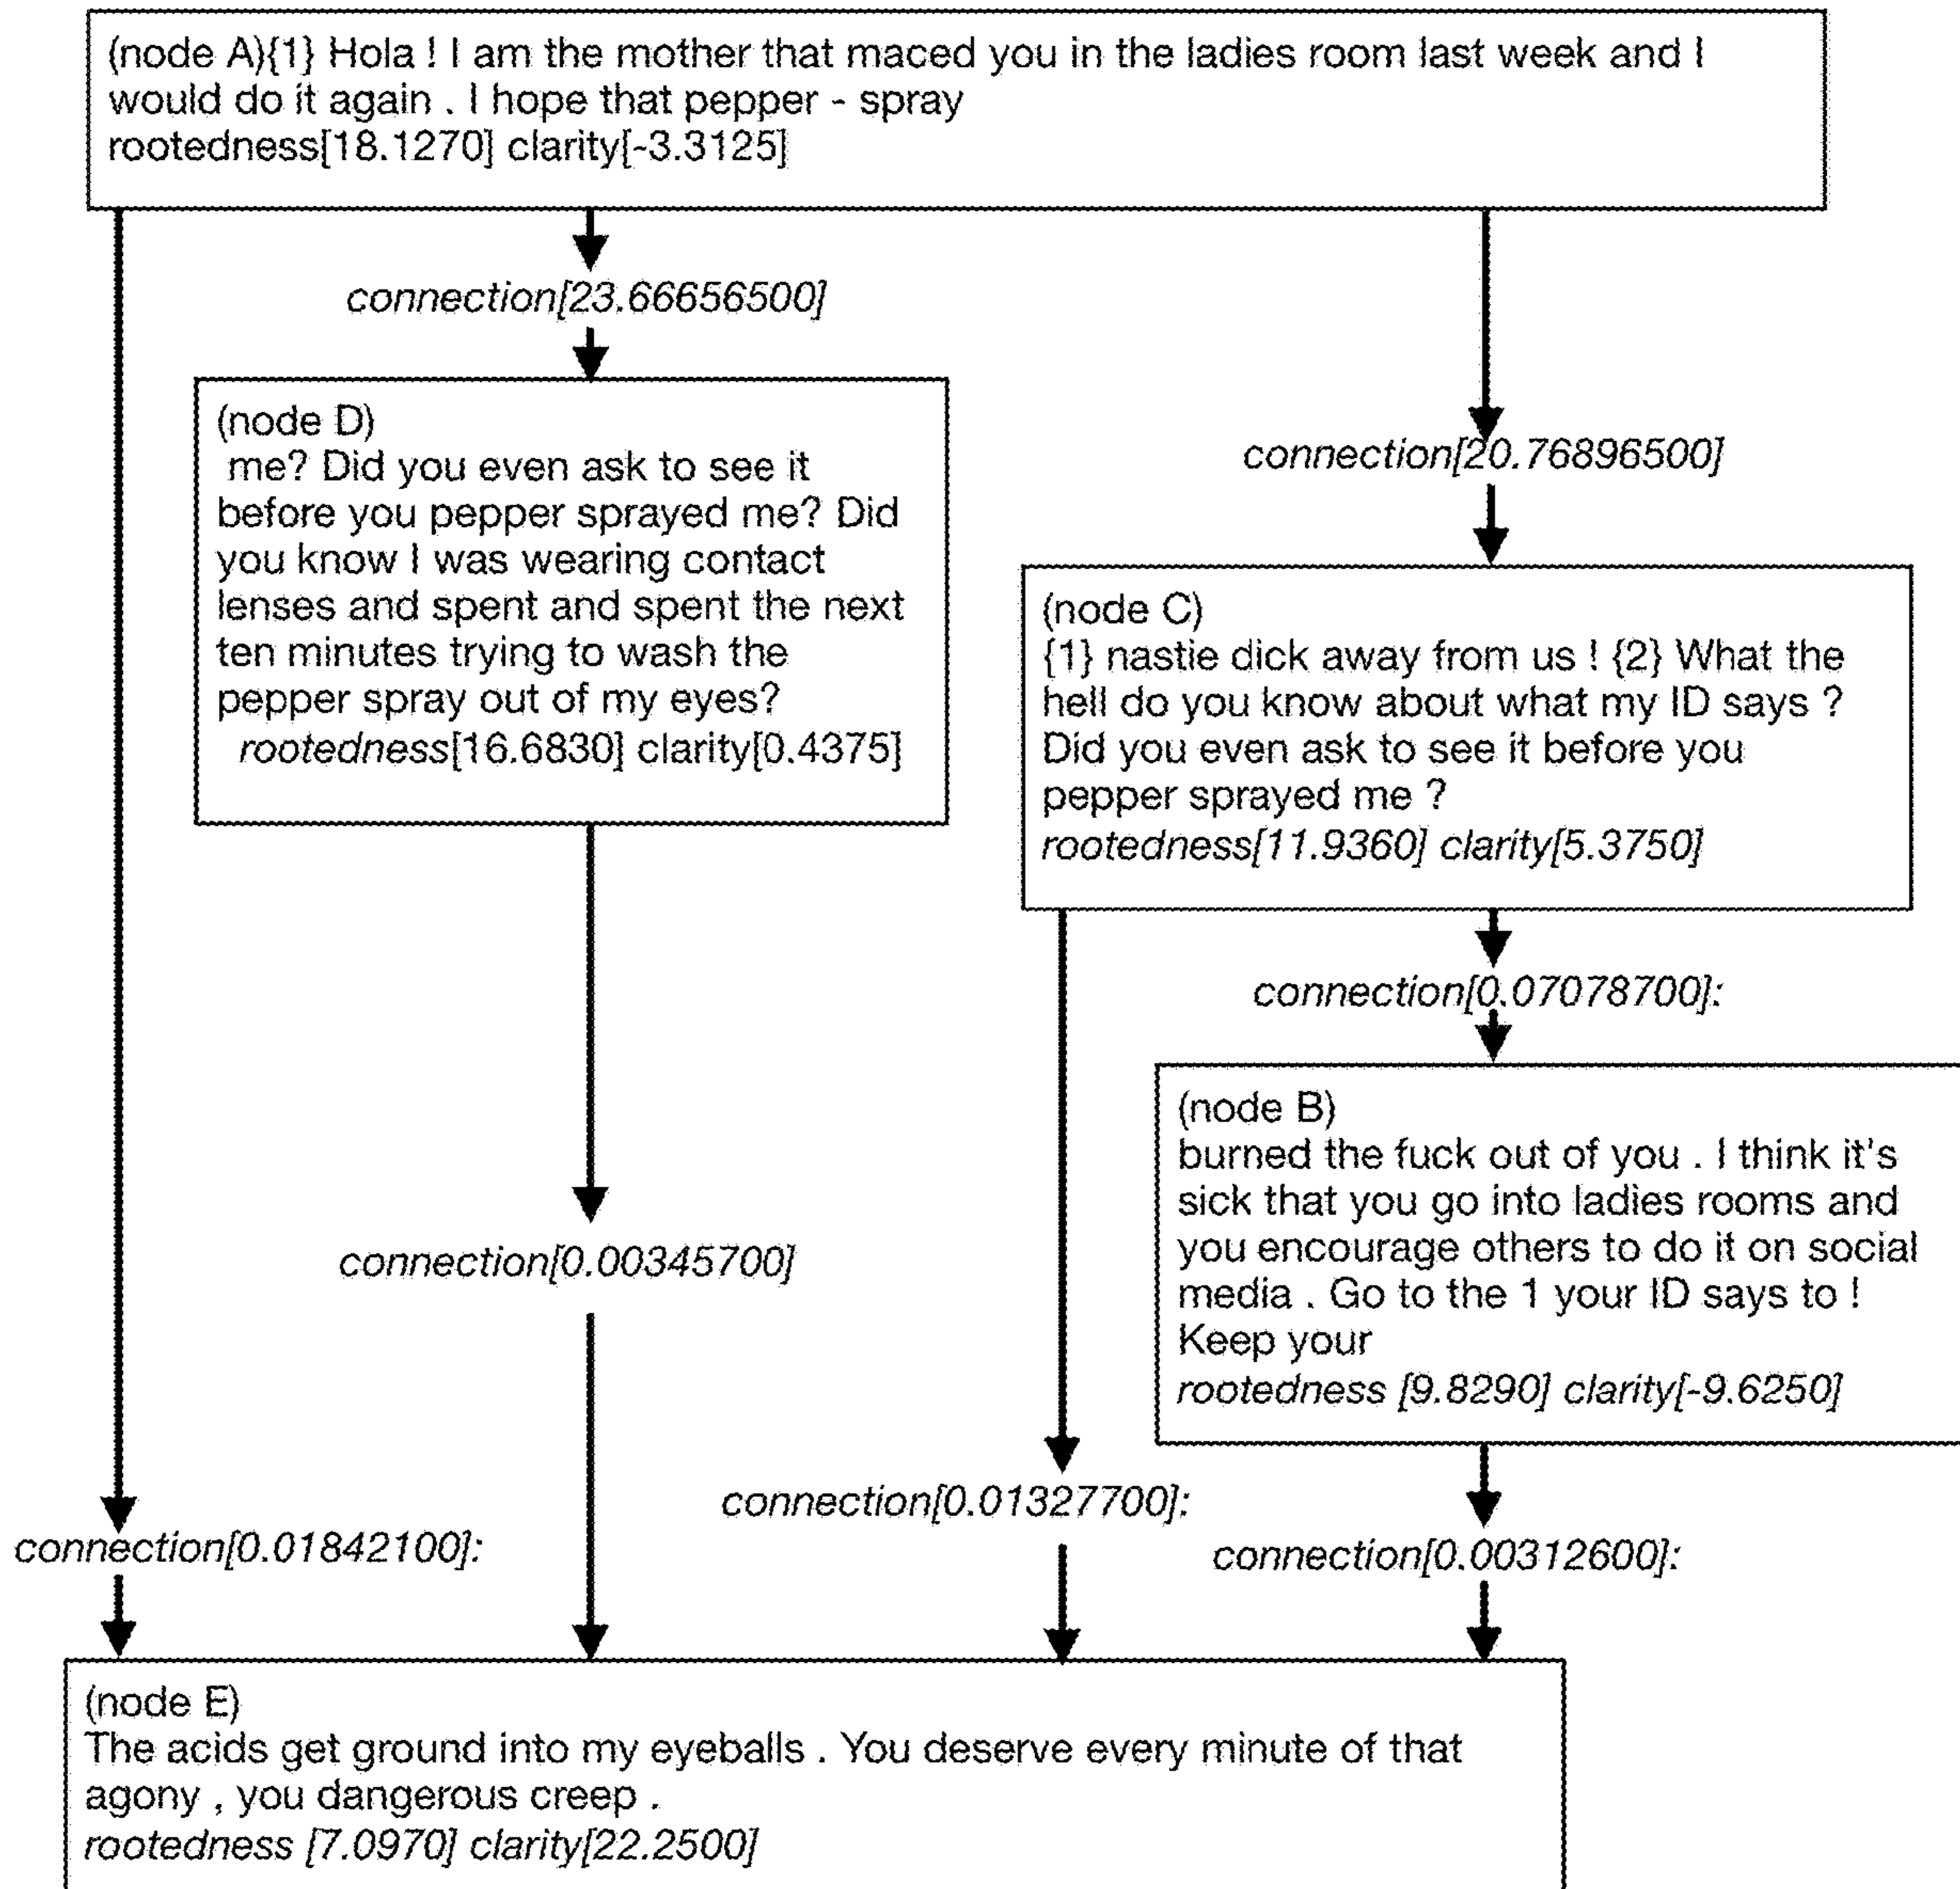 (node A){1} Hola ! I am the mother that maced you in the ladies room last week and I
would do it again . I hope that pepper - spray
rootedness[18.1270] clarity[-3.3125]
connection[23.66656500]
(node D)
me? Did you even ask to see it
before you pepper sprayed me? Did
you know I was wearing contact
lenses and spent and spent the next
ten minutes trying to wash the
pepper spray out of my eyes?
rootedness[16.6830] clarity[0.4375]
connection[20.76896500]
(node C)
{1} nastie dick away from us ! {2} What the
hell do you know about what my ID says ?
Did you even ask to see it before you
pepper sprayed me ?
rootedness[11.9360] clarity[5.3750]
connection[0.07078700]:
(node B)
burned the fuck out of you . I think it's
sick that you go into ladies rooms and
you encourage others to do it on social
media . Go to the 1 your ID says to !
Keep your
rootedness [9.8290] clarity[-9.6250]
connection[0.00345700]
connection[0.01327700]:
connection[0.01842100]:
connection[0.00312600]:
(node E)
The acids get ground into my eyeballs . You deserve every minute of that
agony , you dangerous creep .
rootedness [7.0970] clarity[22.2500]